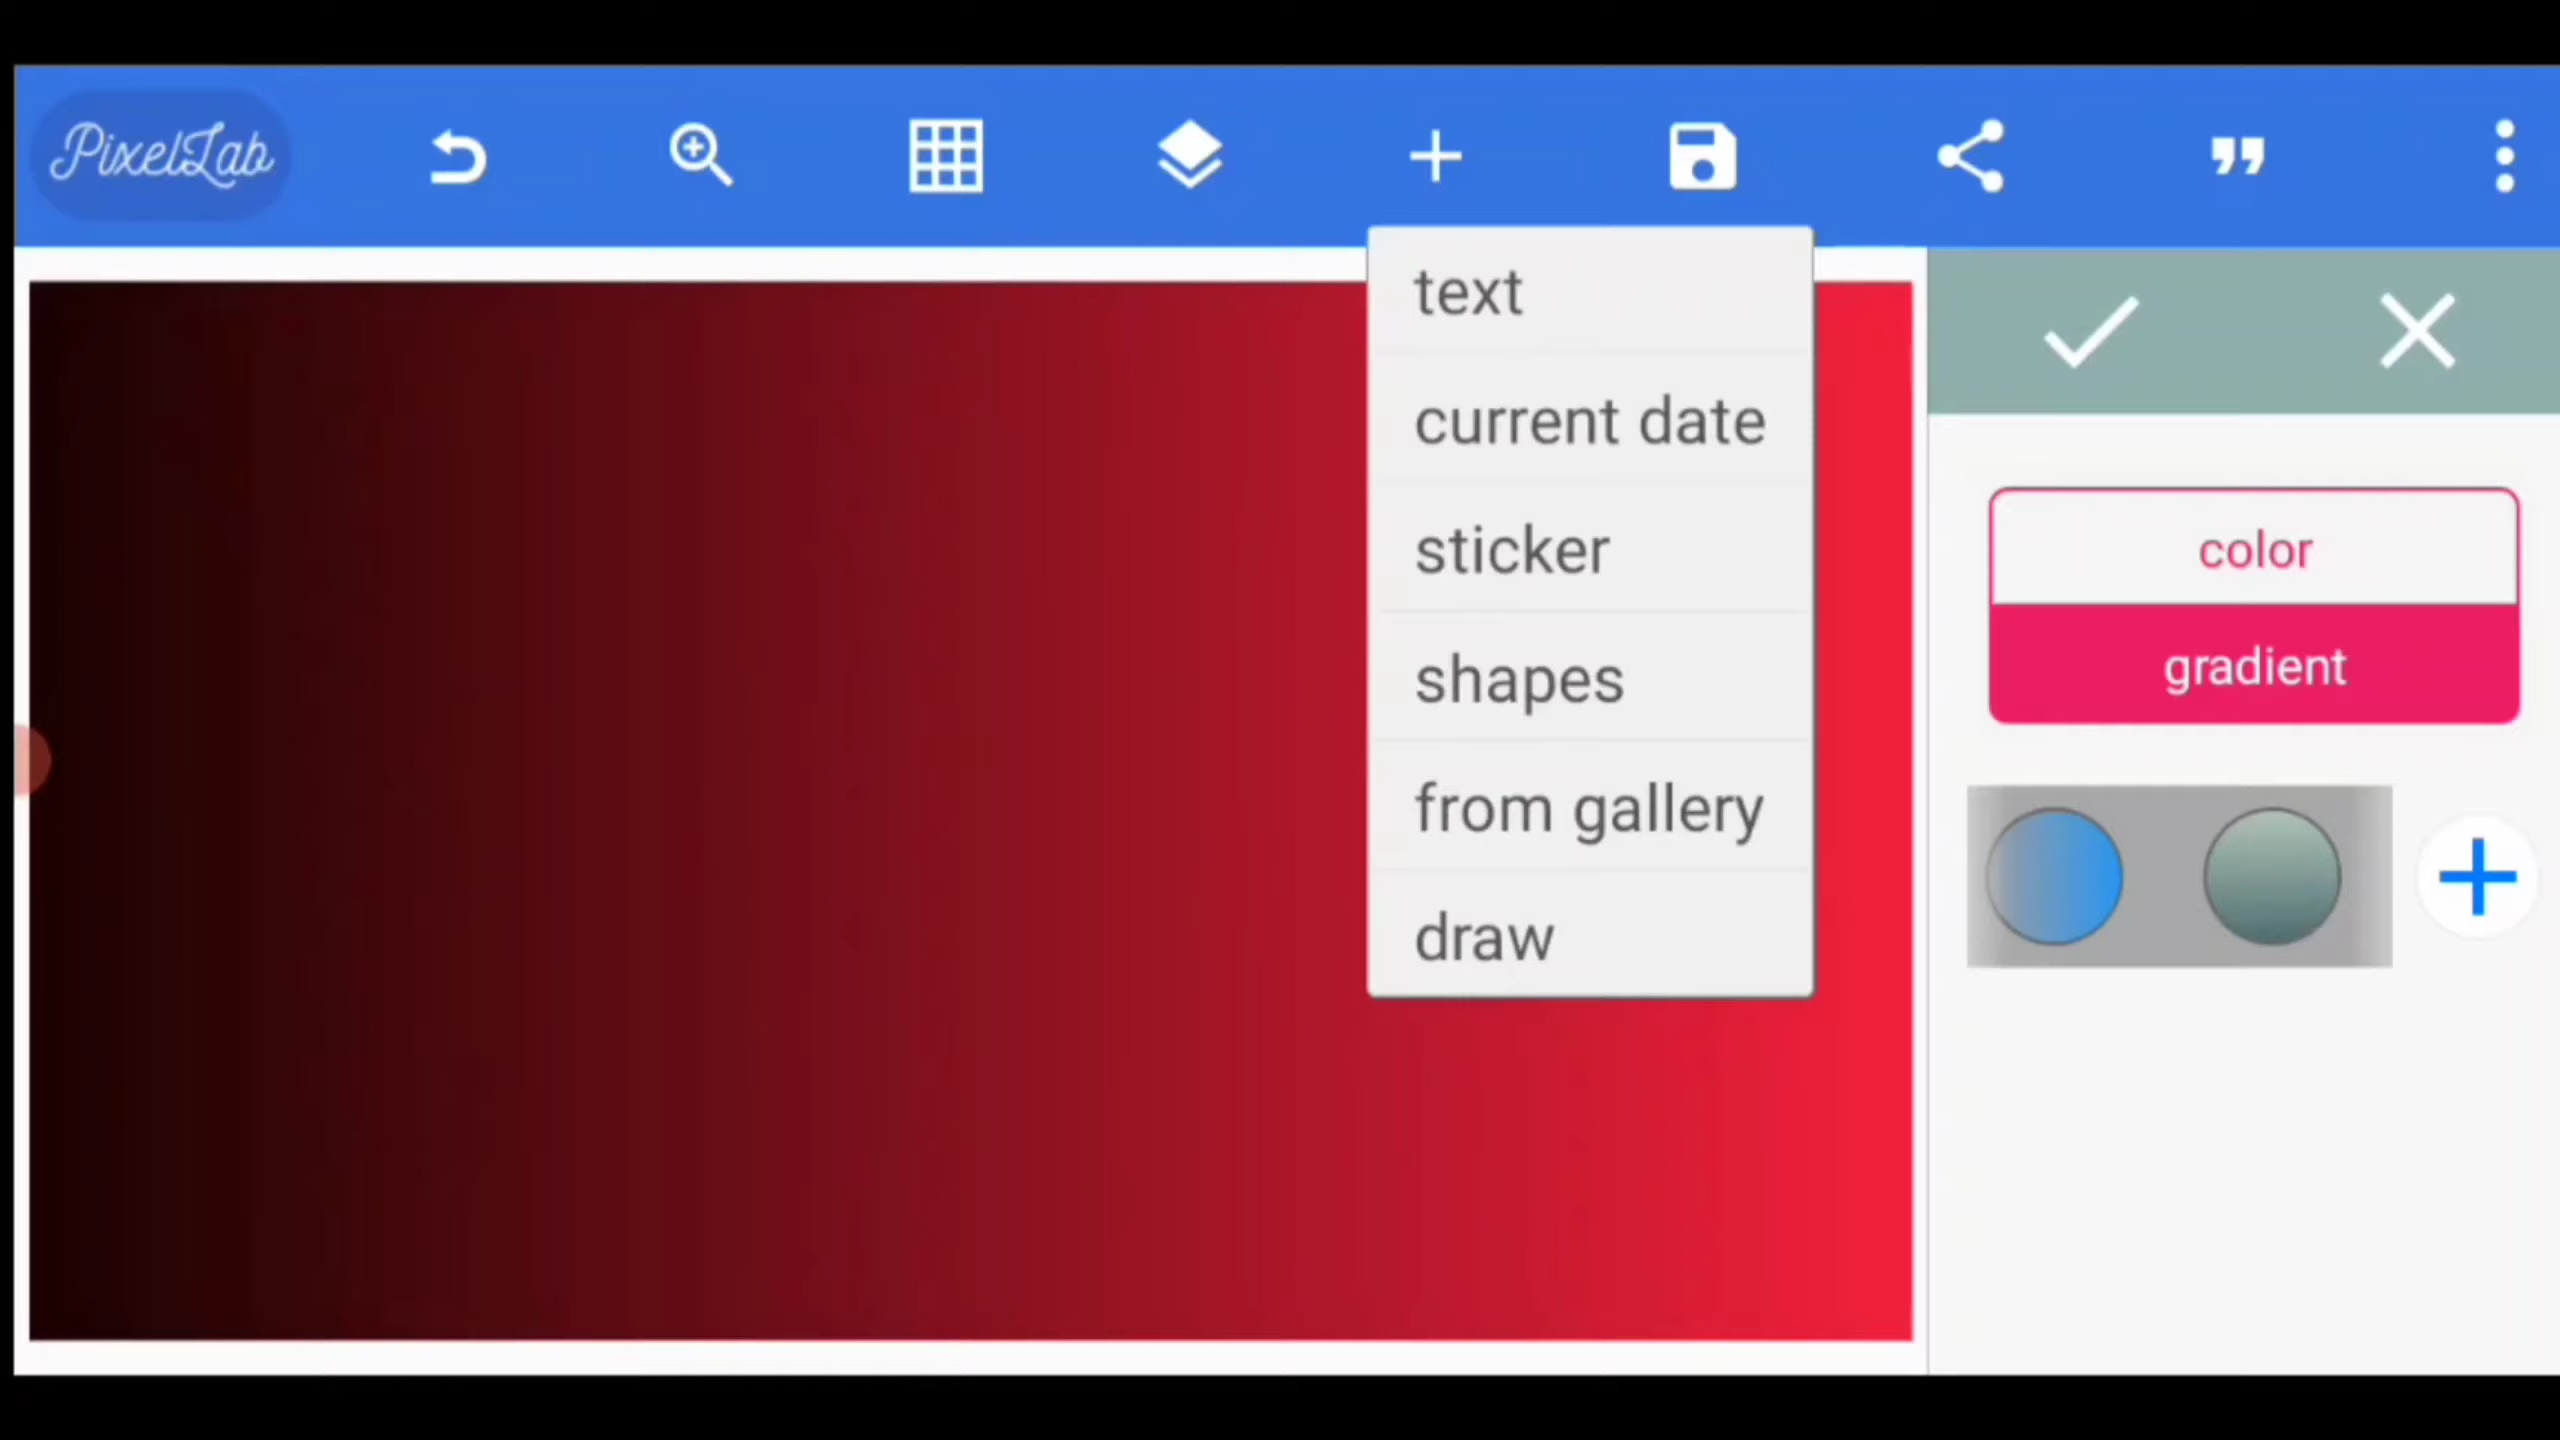 PixelLab
text
current date
sticker
shapes
from gallery
draw
color
gradient